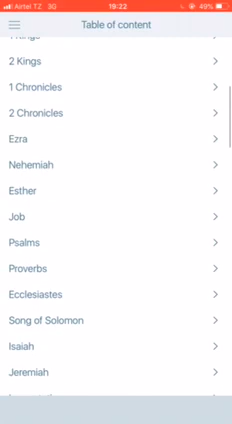 Airtel TZ 3G 19:22 49%
Table of content
2 Kings
1 Chronicles
2 Chronicles
Ezra
Nehemiah
Esther
Job
Psalms
Proverbs
Ecclesiastes
Song of Solomon
Isaiah
Jeremiah